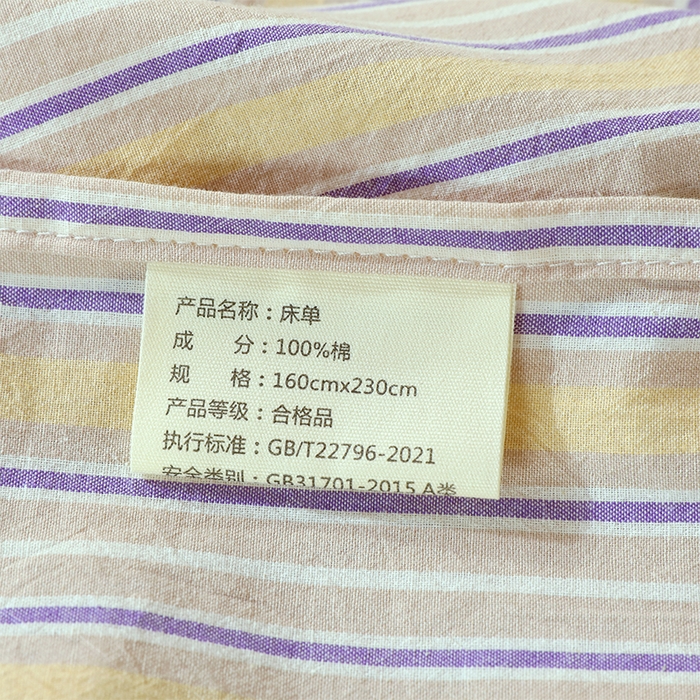 产品名称：床单
成 分：100%棉
规 格：160cmx230cm
产品等级：合格品
执行标准：GB/T22796-2021
安全类别：GB31701-2015 A类